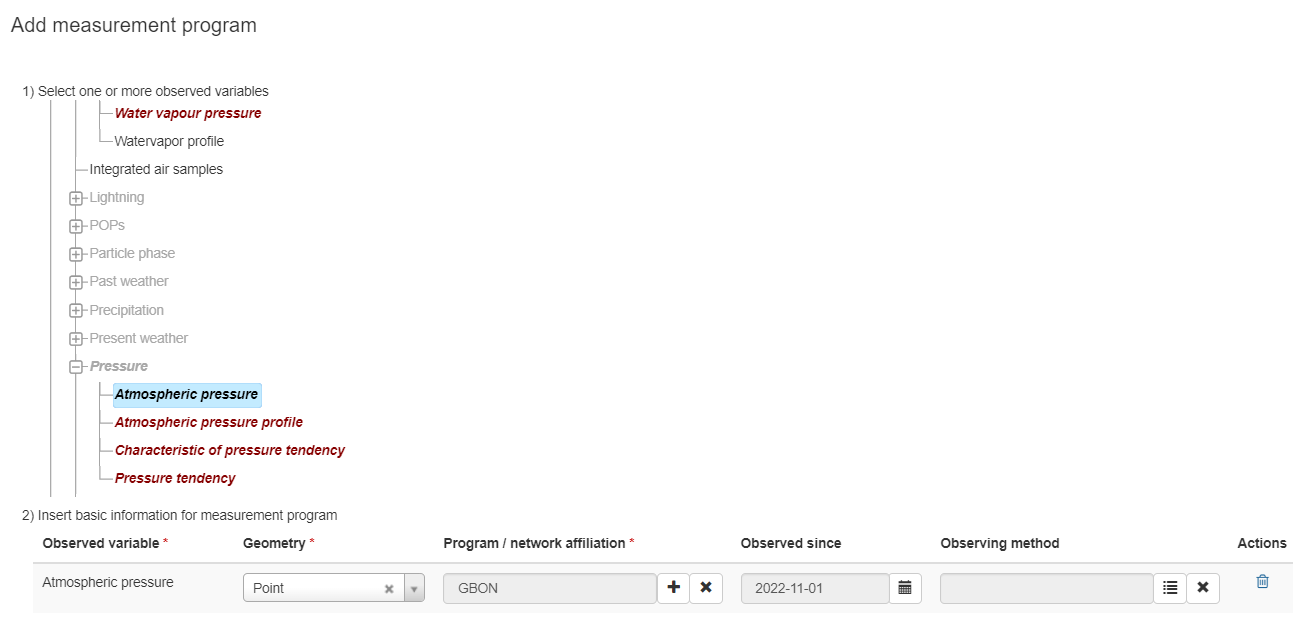 Add measurement program
1) Select one or more observed variables
Water vapour pressure
Watervapor profile
Integrated air samples
Lightning
POPs
Particle phase
Past weather
Precipitation
Present weather
Pressure
Atmospheric pressure
Atmospheric pressure profile
Characteristic of pressure tendency
Pressure tendency
2) Insert basic information for measurement program
Observed variable * Geometry * Program / network affiliation * Observed since Observing method Actions
Atmospheric pressure Point GBON 2022-11-01